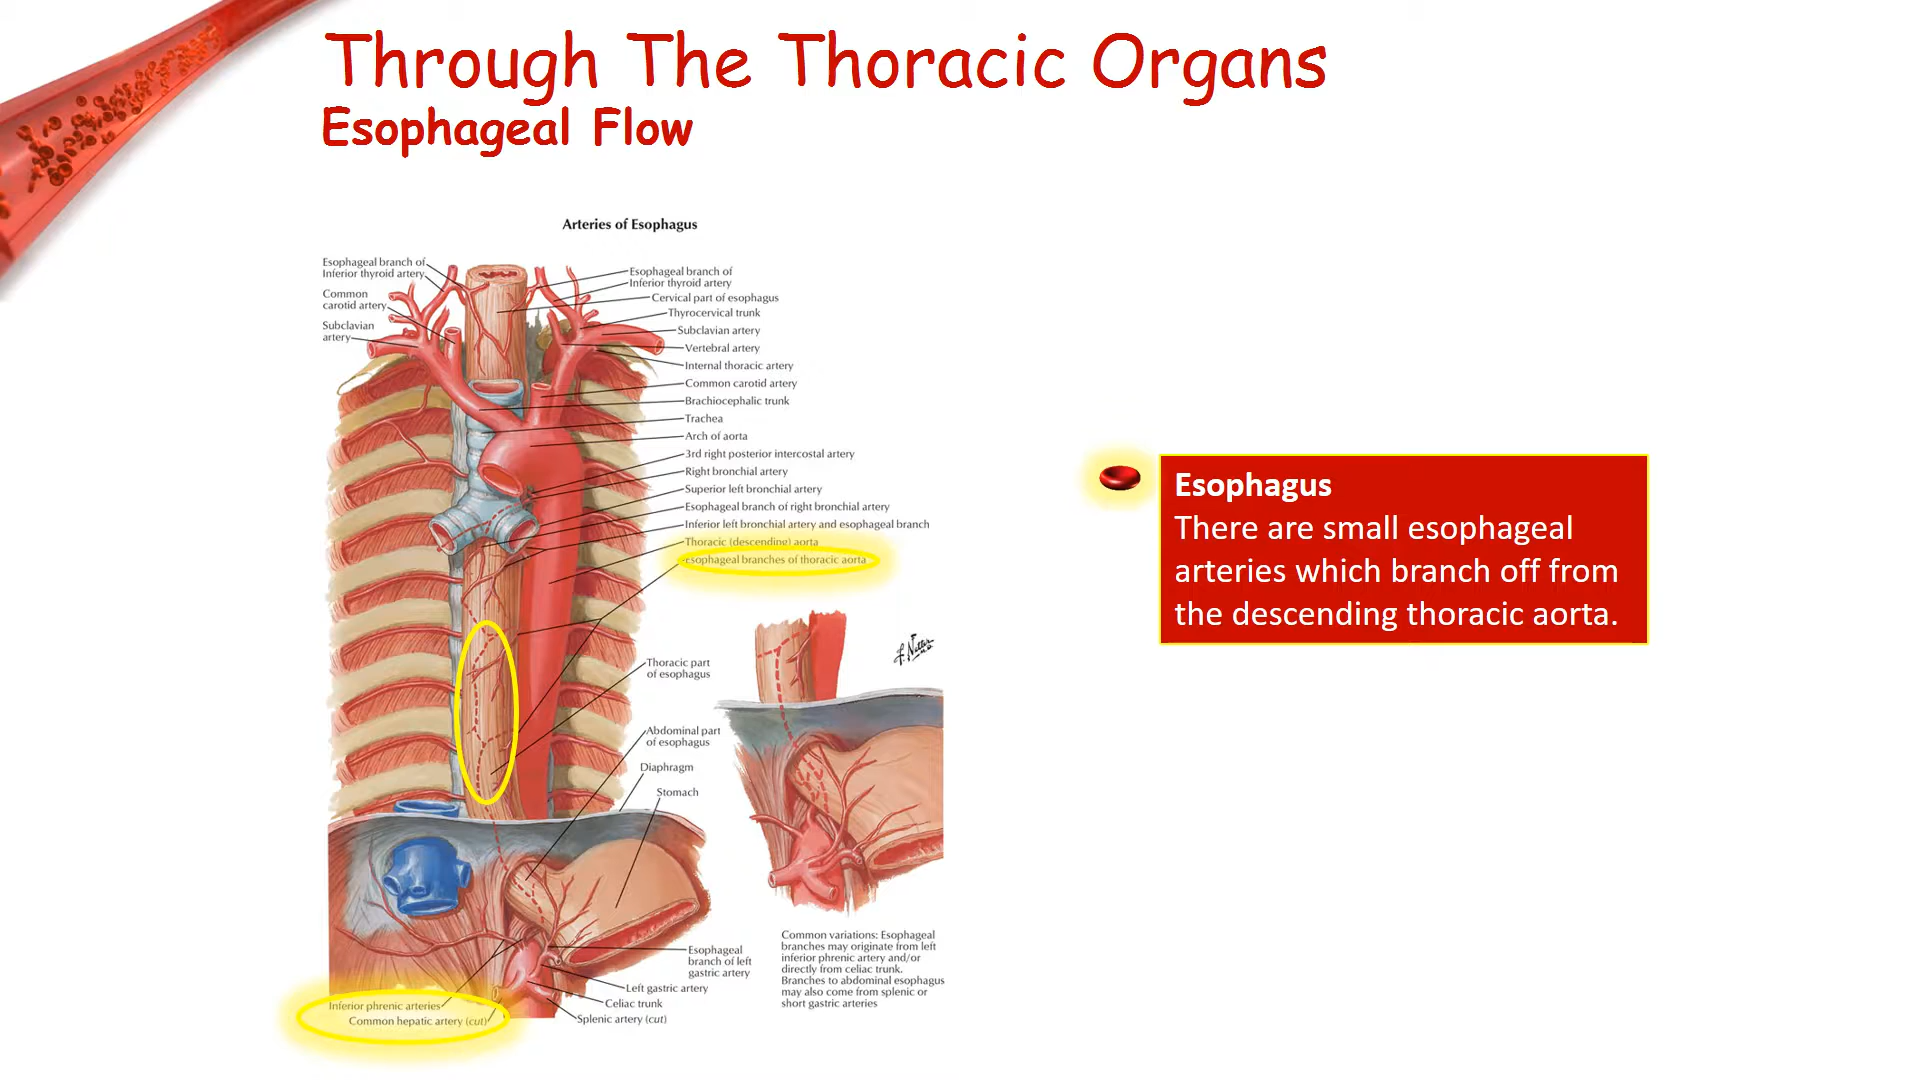 Through The Thoracic Organs
Esophageal Flow
Arteries of Esophagus
Esophageal branch of
Inferior thyroid artery
Common
carotid artery
Subclavian
artery
Esophageal branch of
Inferior thyroid artery
Cervical part of esophagus
Thyrocervical trunk
Subclavian artery
Vertebral artery
Internal thoracic artery
Common carotid artery
Brachiocephalic trunk
Trachea
Arch of aorta
3rd right posterior intercostal artery
Right bronchial artery
Superior left bronchial artery
Esophageal branch of right bronchial artery
Inferior left bronchial artery and esophageal branch
Thoracic (descending) aorta
Esophageal branches of thoracic aorta
Thoracic part
of esophagus
Abdominal part
of esophagus
Diaphragm
Stomach
Esophageal
branch of left
gastric artery
Left gastric artery
Celiac trunk
Splenic artery (cut)
Inferior phrenic arteries
Common hepatic artery (cut)
F. Netter
M.D.
Common variations: Esophageal
branches may originate from left
inferior phrenic artery and/or
directly from celiac trunk.
Branches to abdominal esophagus
may also come from splenic or
short gastric arteries
Esophagus
There are small esophageal
arteries which branch off from
the descending thoracic aorta.